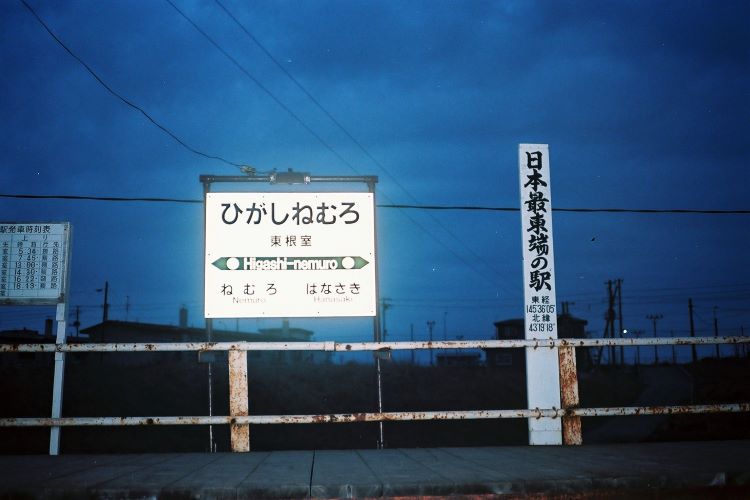 駅発車時刻表
上り
ひがしねむろ
東根室
Higashi-nemuro
ねむろ はなさき
Nemuro Hanasaki
日本最東端の駅
東経
145°36′05″
北緯
43°19′18″